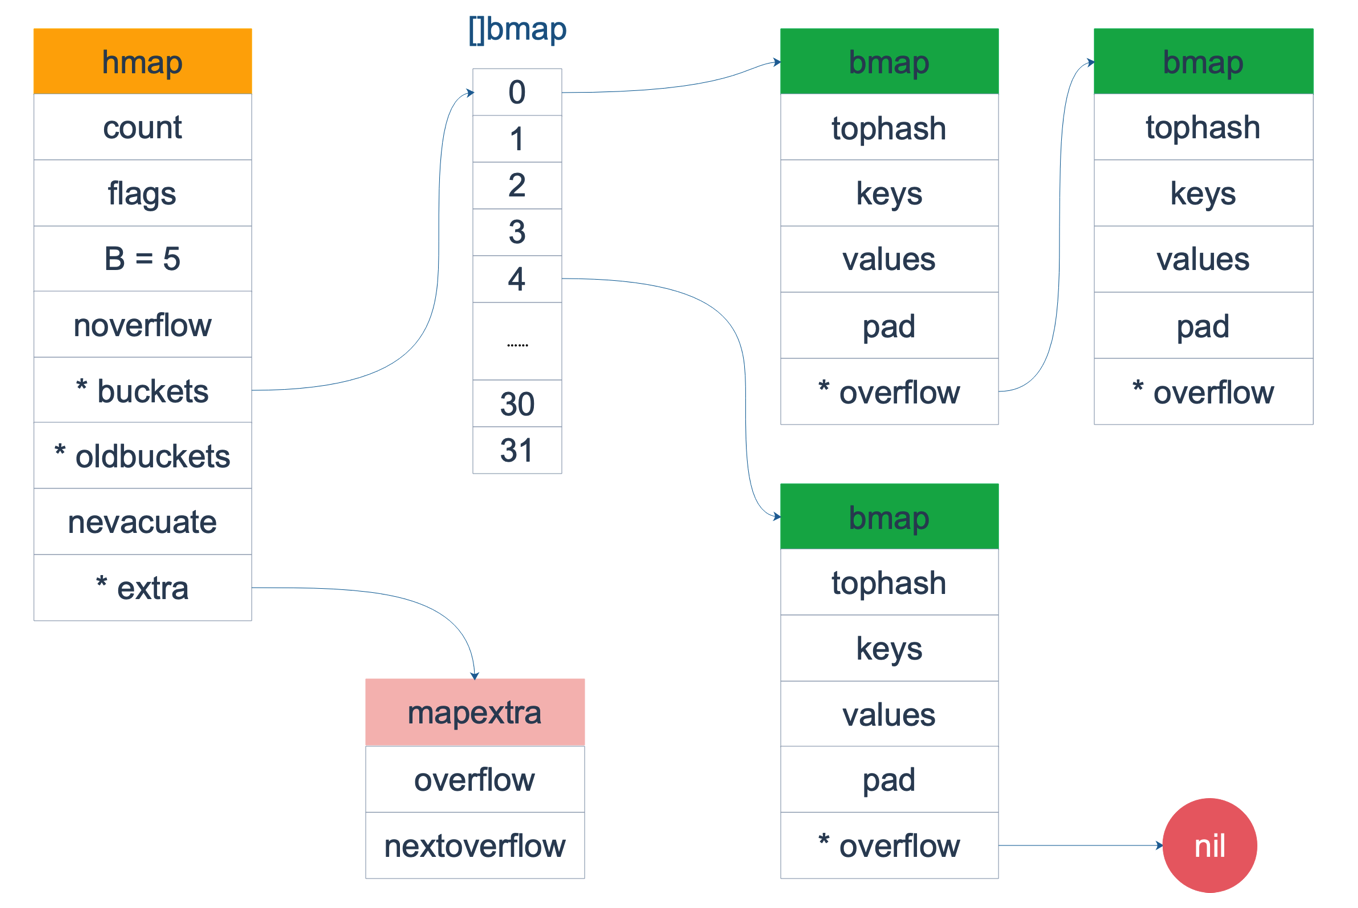 hmap
count
flags
B = 5
noverflow
* buckets
* oldbuckets
nevacuate
* extra
[]bmap
0
1
2
3
4
......
30
31
mapextra
overflow
nextoverflow
bmap
tophash
keys
values
pad
* overflow
bmap
tophash
keys
values
pad
* overflow
bmap
tophash
keys
values
pad
* overflow
nil